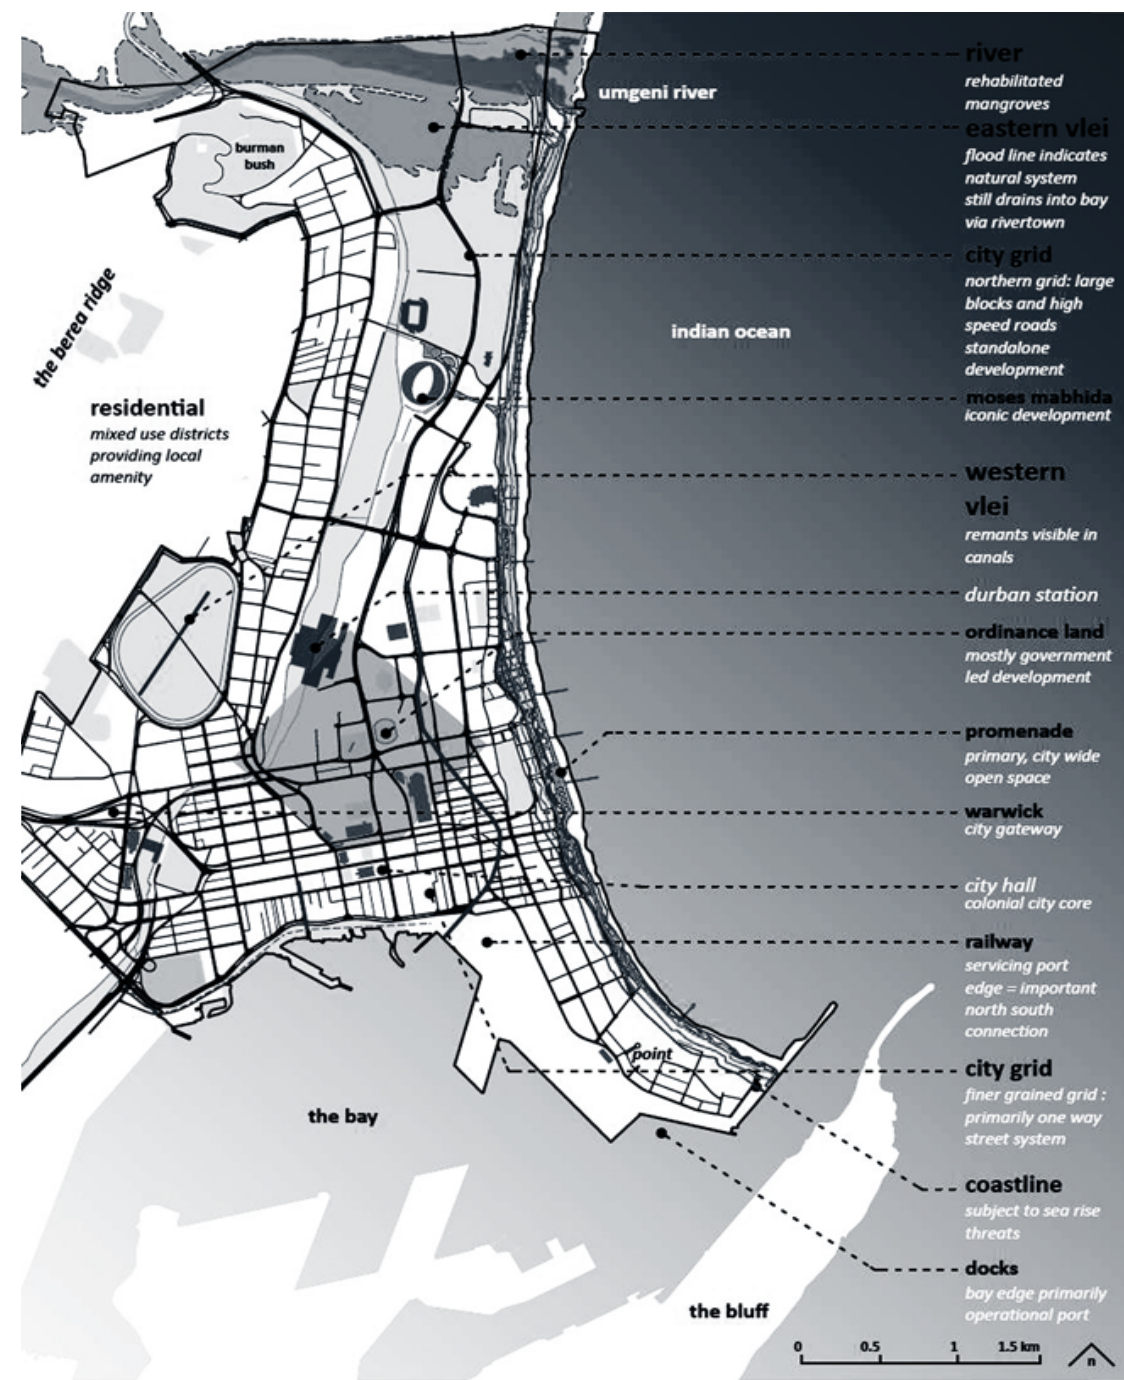 river
rehabilitated
mangroves
umgeni river
eastern vlei
flood line indicates
natural system
still drains into bay
via rivertown
burman
bush
city grid
northern grid: large
blocks and high
speed roads
standalone
development
the berea ridge
indian ocean
moses mabhida
iconic development
residential
mixed use districts
providing local
amenity
western
vlei
remants visible in
canals
durban station
ordinance land
mostly government
led development
promenade
primary, city wide
open space
warwick
city gateway
city hall
colonial city core
railway
servicing port
edge = important
north south
connection
point
city grid
finer grained grid :
primarily one way
street system
the bay
coastline
subject to sea rise
threats
docks
bay edge primarily
operational port
the bluff
0 0.5 1 1.5 km
n